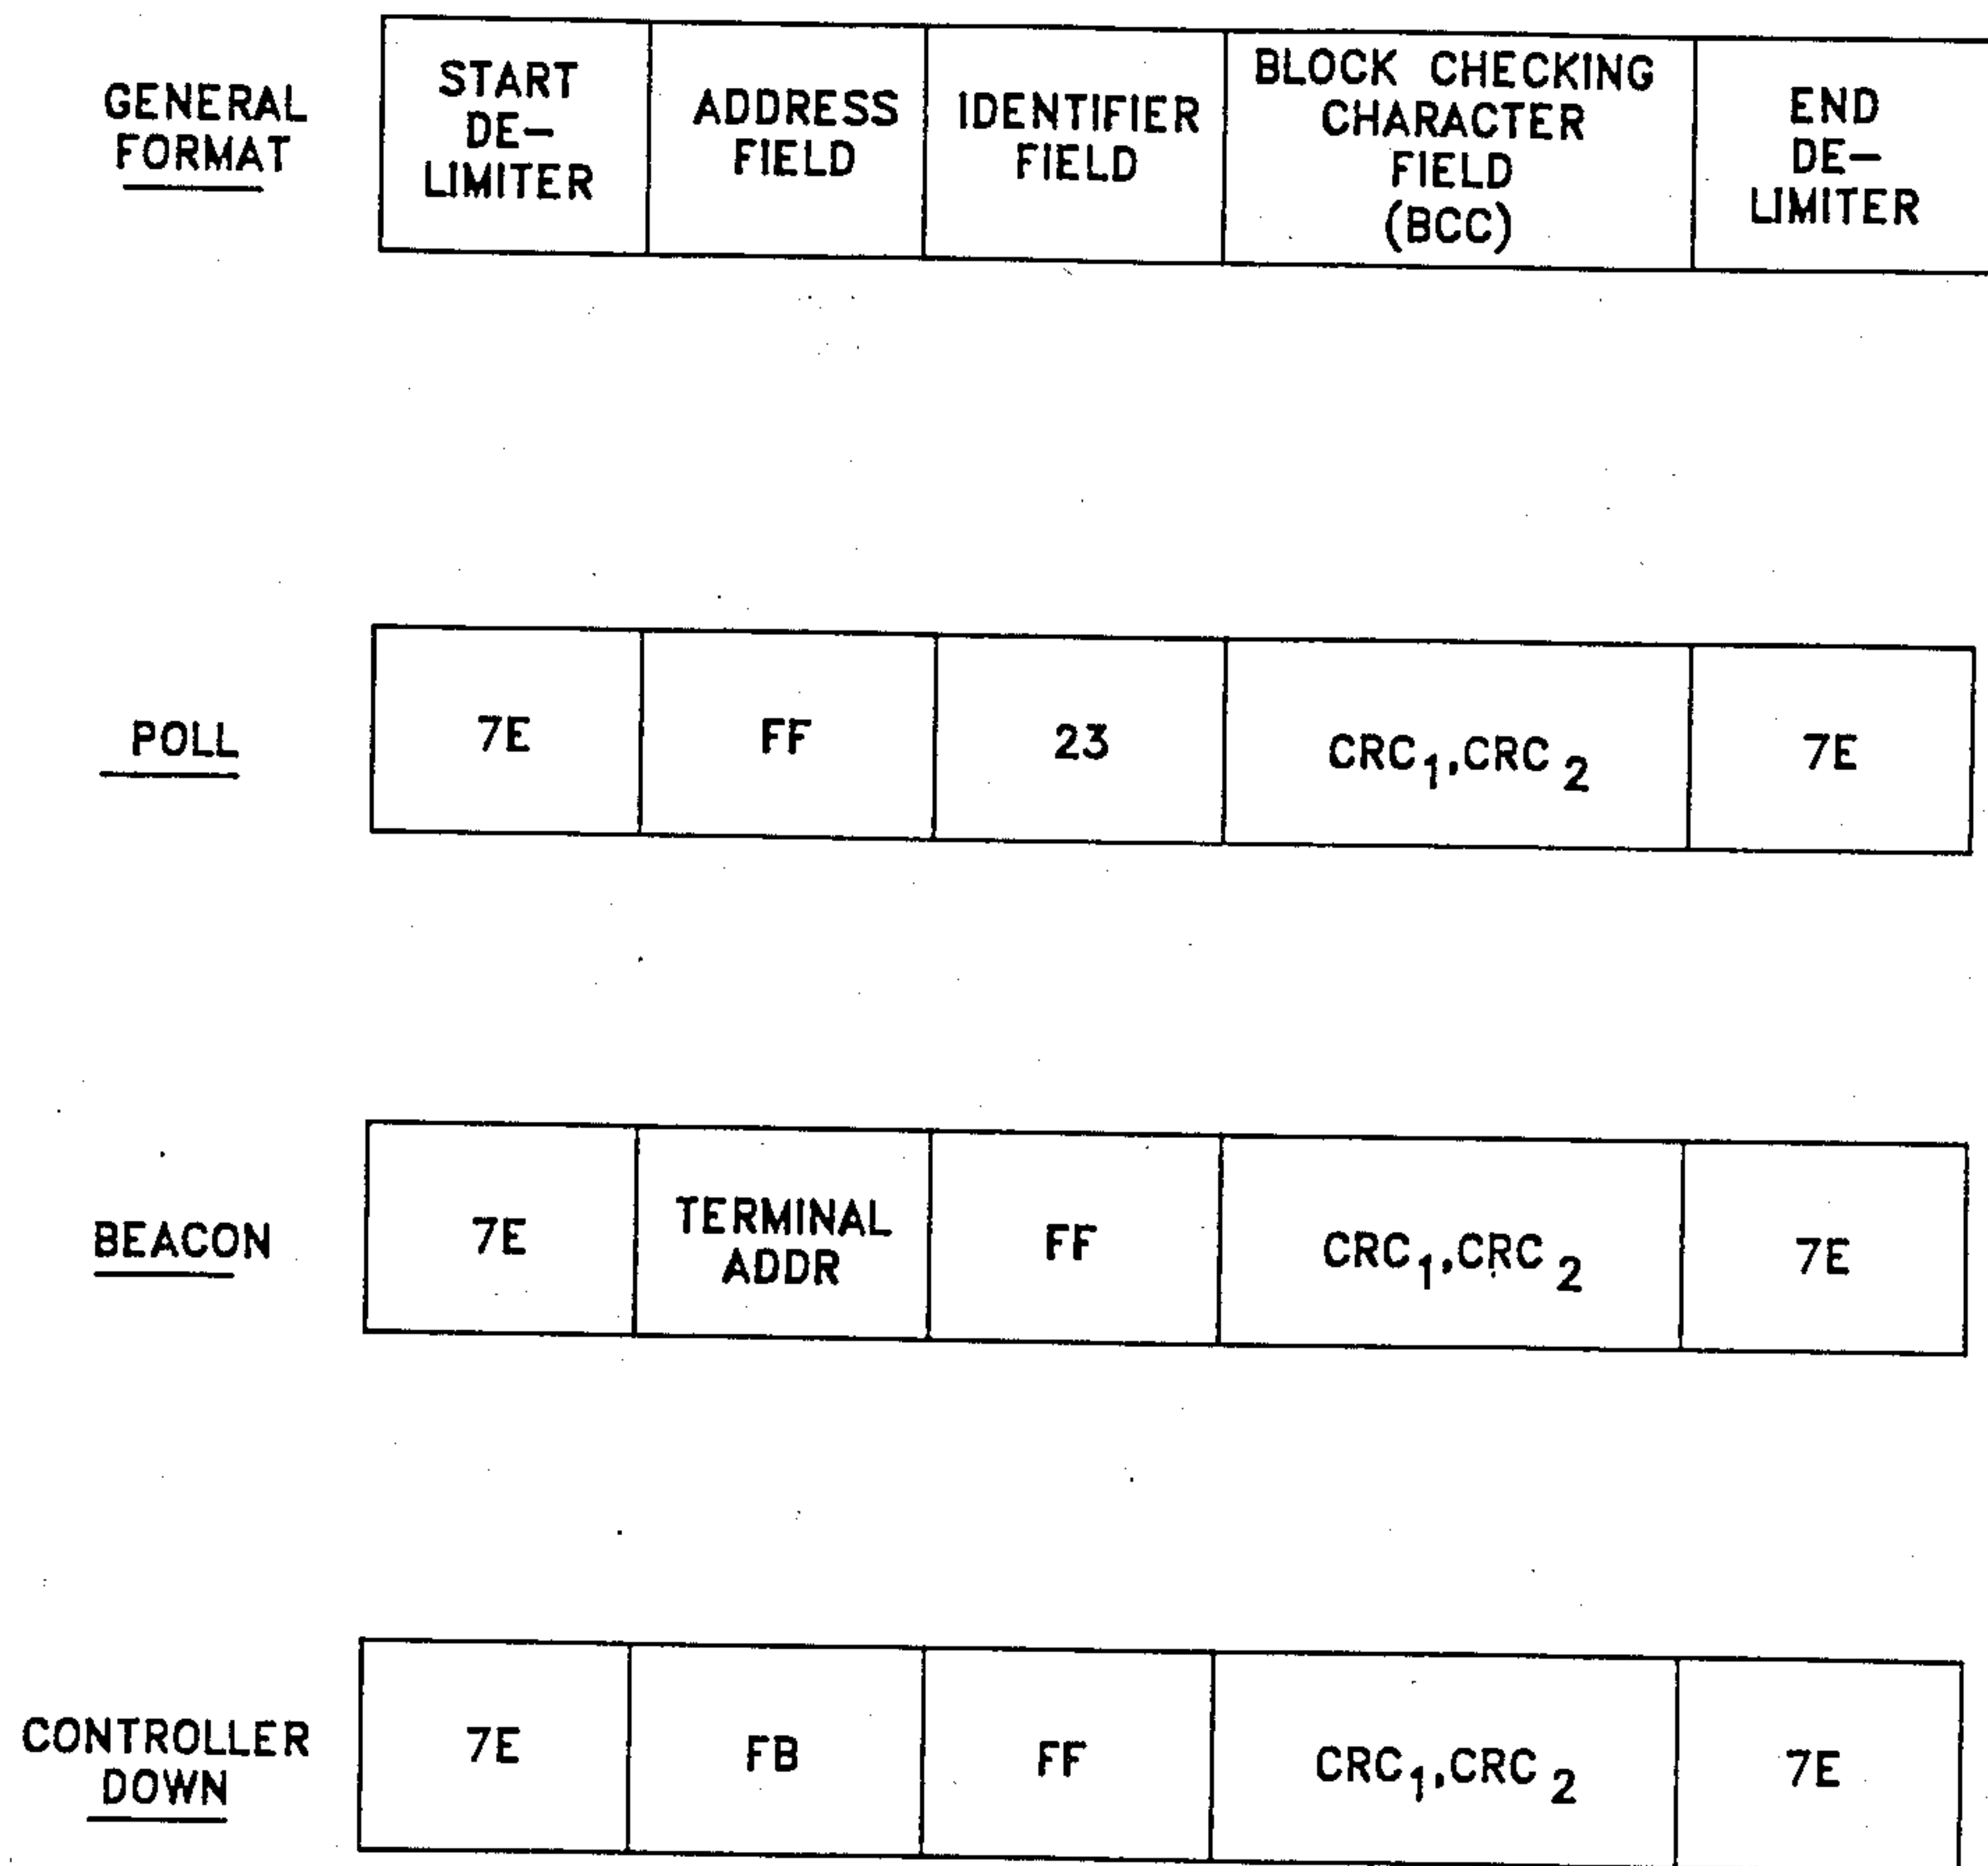 GENERAL
FORMAT
START
DE-
LIMITER
ADDRESS
FIELD
IDENTIFIER
FIELD
BLOCK CHECKING
CHARACTER
FIELD
(BCC)
END
DE-
LIMITER
POLL
7E
FF
23
CRC1,CRC2
7E
BEACON
7E
TERMINAL
ADDR
FF
CRC1,CRC2
7E
CONTROLLER
DOWN
7E
FB
FF
CRC1,CRC2
7E